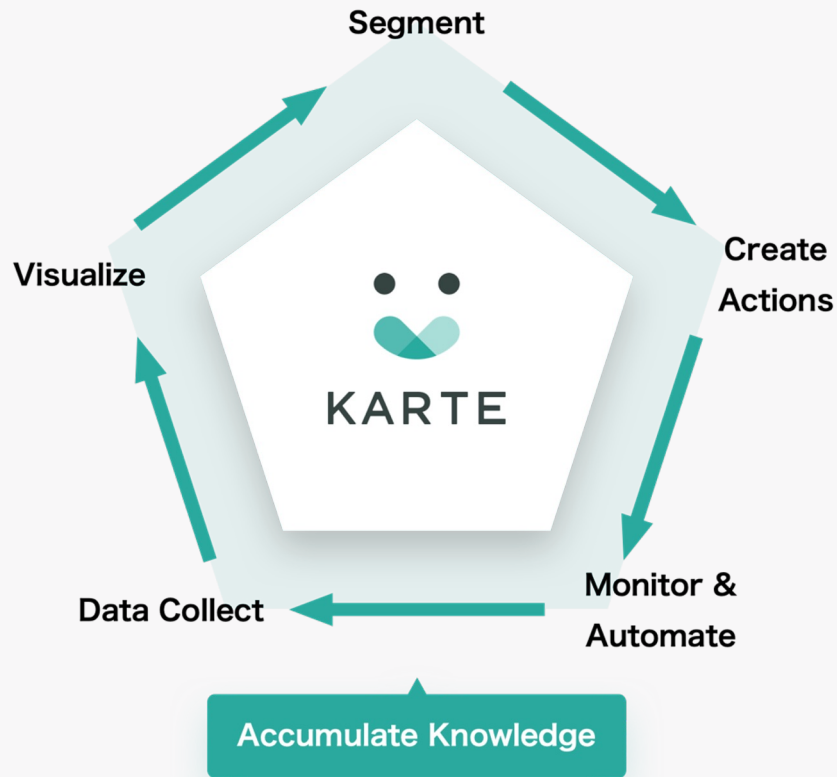 Segment
Visualize
Create
Actions
KARTE
Data Collect
Monitor &
Automate
Accumulate Knowledge